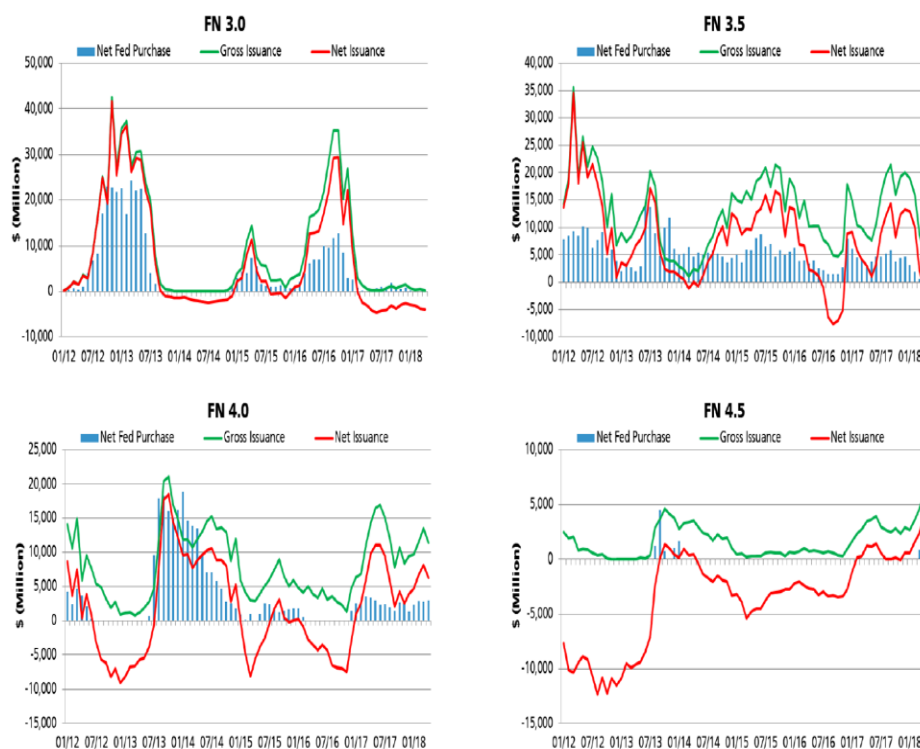 FN 3.0
Net Fed Purchase Gross Issuance Net Issuance
50,000
40,000
30,000
20,000
10,000
0
-10,000
$ (Million)
01/12 07/12 01/13 07/13 01/14 07/14 01/15 07/15 01/16 07/16 01/17 07/17 01/18
FN 3.5
Net Fed Purchase Gross Issuance Net Issuance
40,000
35,000
30,000
25,000
20,000
15,000
10,000
5,000
0
-5,000
-10,000
$ (Million)
01/12 07/12 01/13 07/13 01/14 07/14 01/15 07/15 01/16 07/16 01/17 07/17 01/18
FN 4.0
Net Fed Purchase Gross Issuance Net Issuance
25,000
20,000
15,000
10,000
5,000
0
-5,000
-10,000
-15,000
$ (Million)
01/12 07/12 01/13 07/13 01/14 07/14 01/15 07/15 01/16 07/16 01/17 07/17 01/18
FN 4.5
Net Fed Purchase Gross Issuance Net Issuance
10,000
5,000
0
-5,000
-10,000
-15,000
$ (Million)
01/12 07/12 01/13 07/13 01/14 07/14 01/15 07/15 01/16 07/16 01/17 07/17 01/18